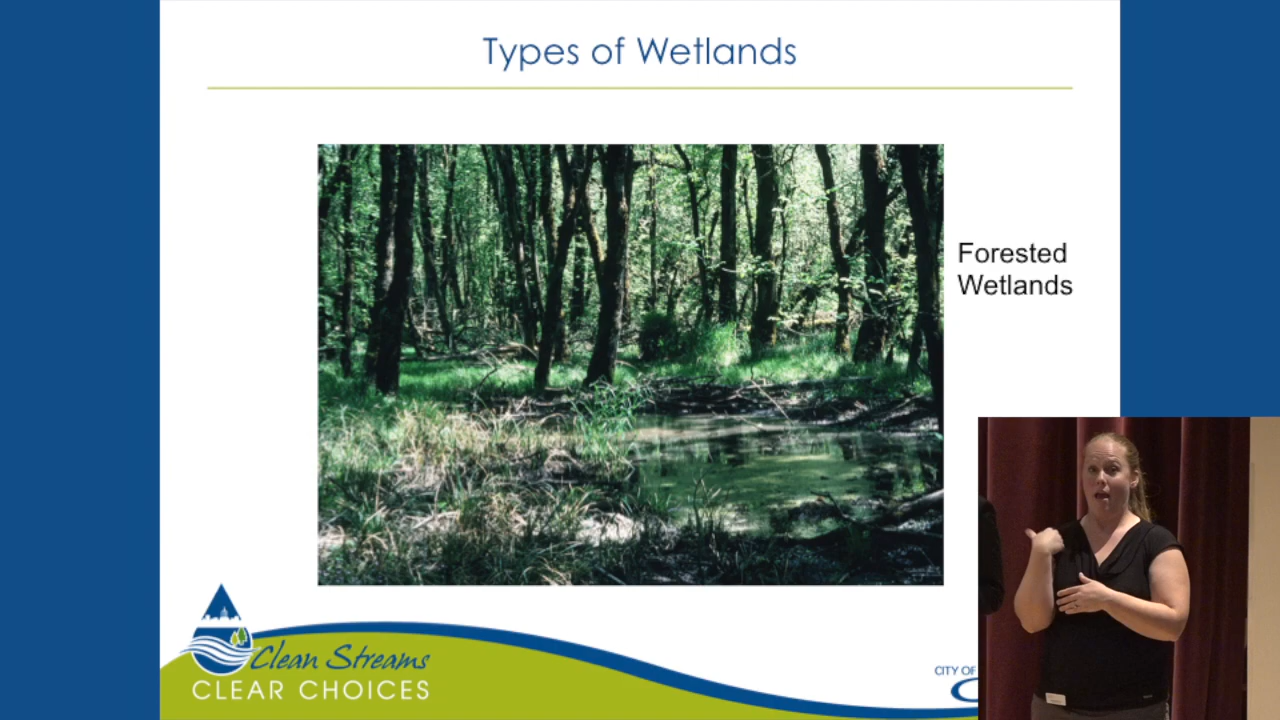 Types of Wetlands
Forested
Wetlands
Clean Streams
CLEAR CHOICES
CITY OF